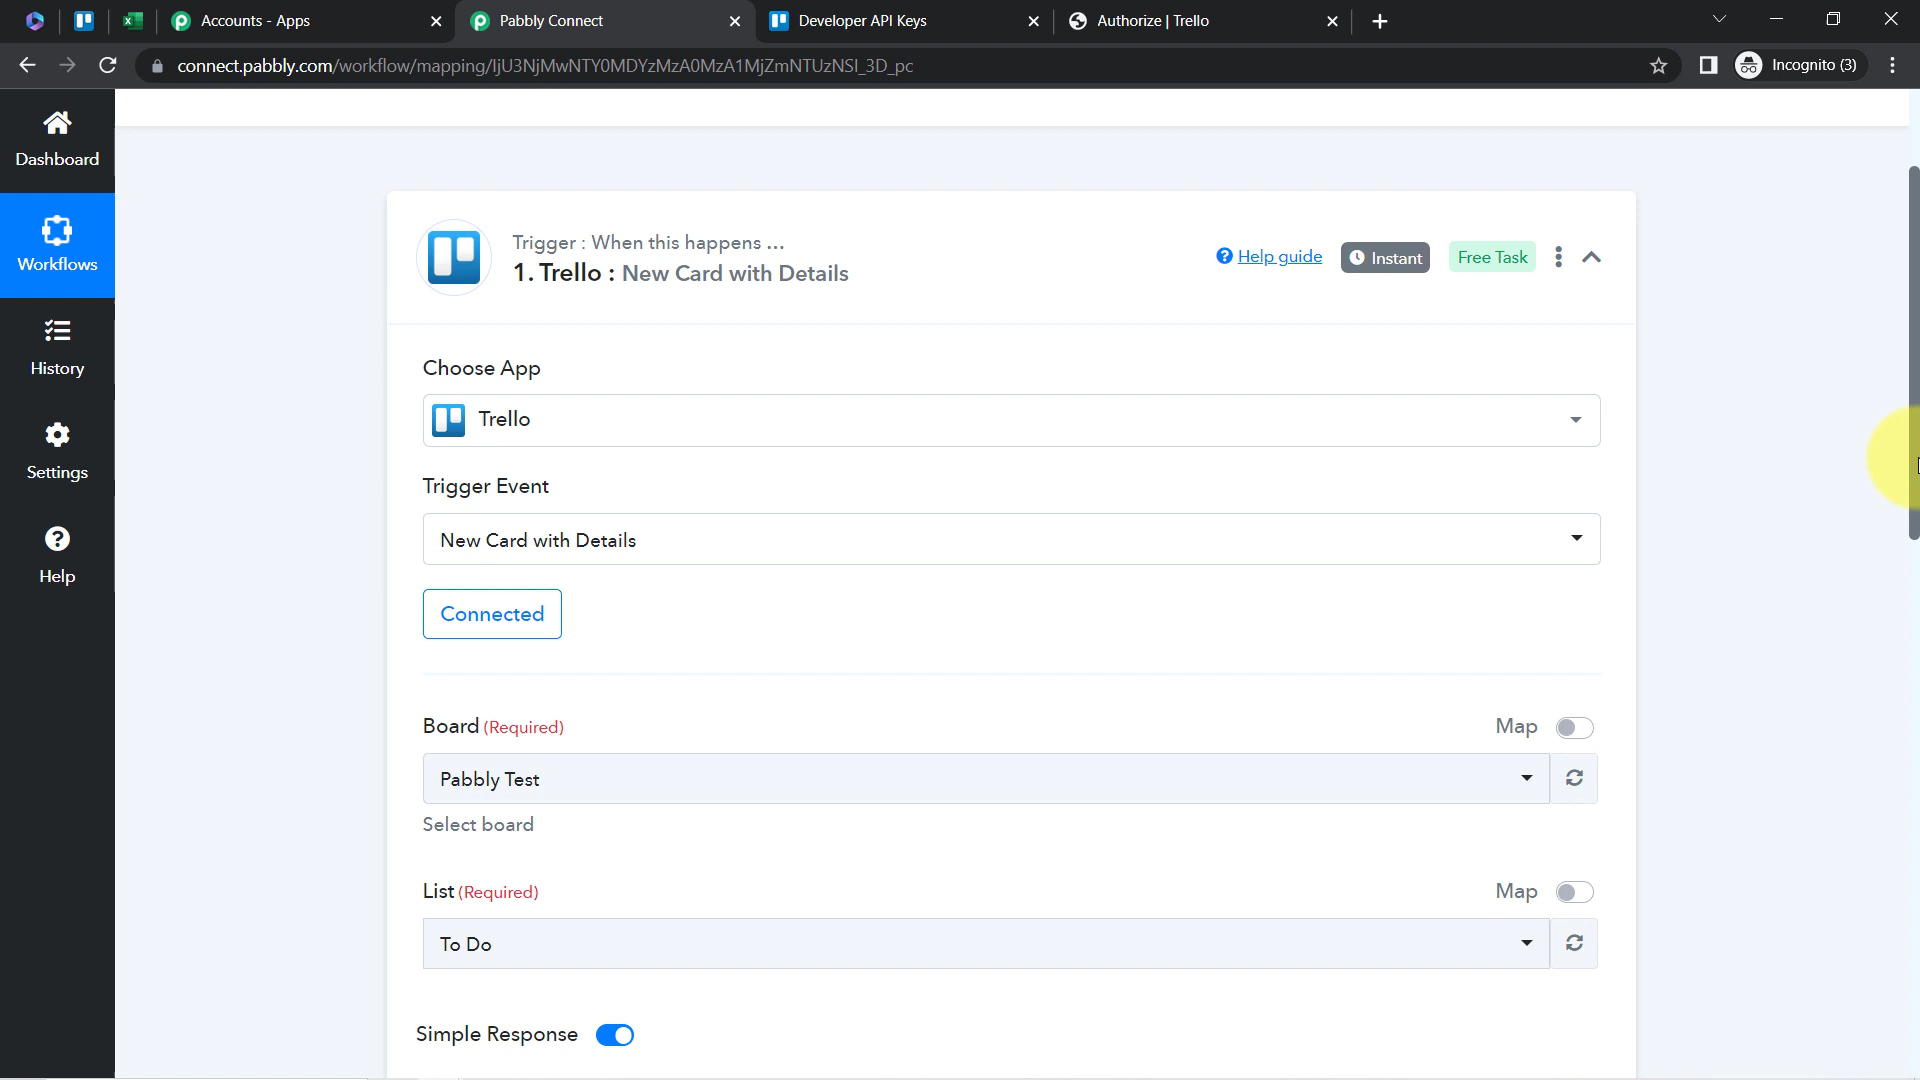 Accounts - Apps
Pabbly Connect
Developer API Keys
Authorize | Trello
connect.pabbly.com/workflow/mapping/IjU3NjMwNTY0MDYzMzA0MzA1MjZmNTUzNSI_3D_pc
Incognito (3)
Dashboard
Workflows
History
Settings
Help
Trigger : When this happens ...
1. Trello : New Card with Details
Help guide
Instant
Free Task
Choose App
Trello
Trigger Event
New Card with Details
Connected
Board (Required)
Map
Pabbly Test
Select board
List (Required)
Map
To Do
Simple Response